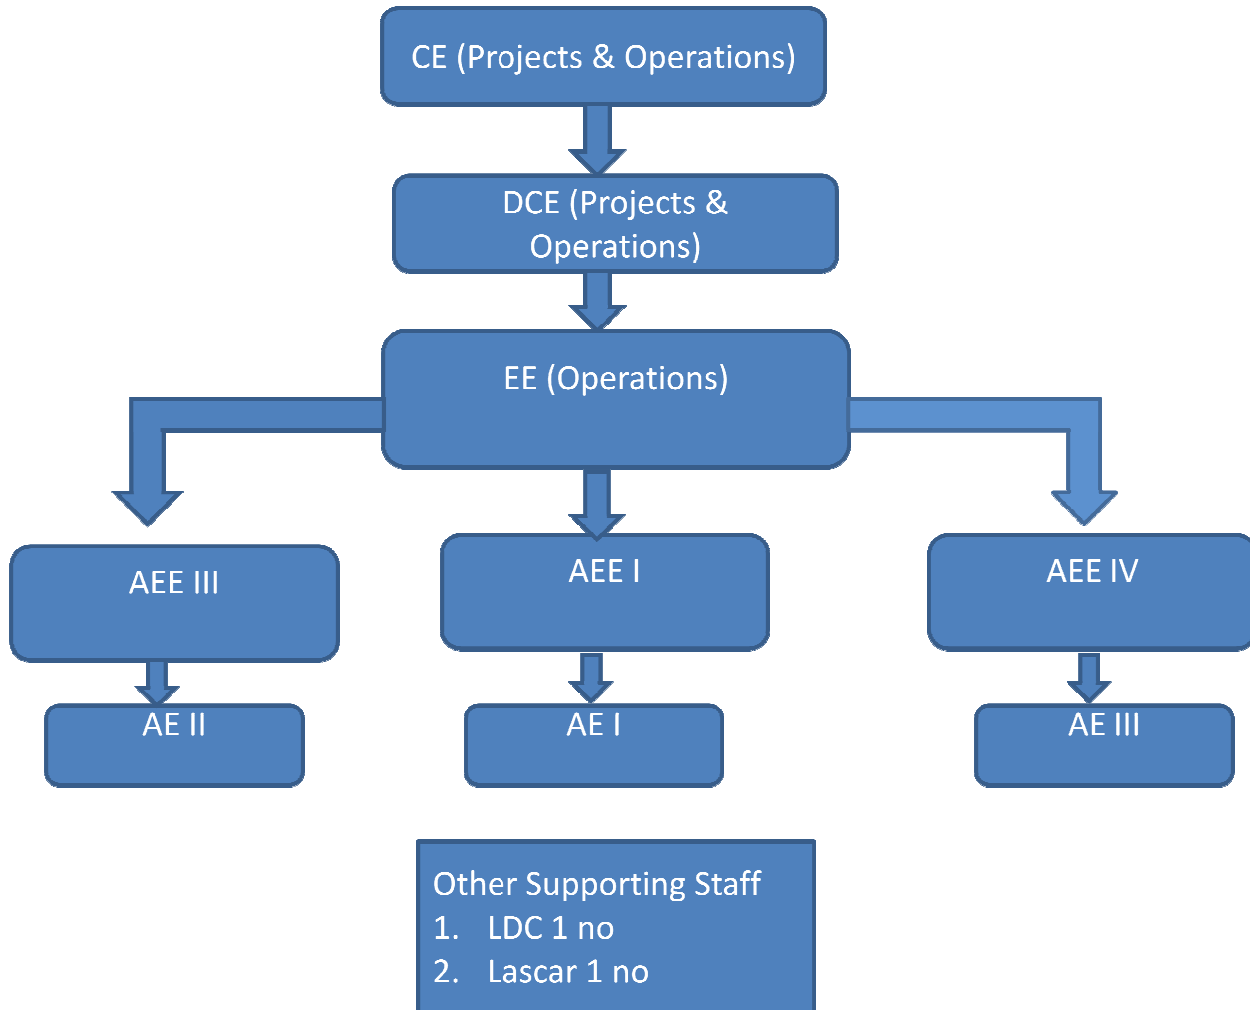 CE (Projects & Operations)
DCE (Projects &
Operations)
EE (Operations)
AEE III
AEE I
AEE IV
AE II
AE I
AE III
Other Supporting Staff
1. LDC 1 no
2. Lascar 1 no